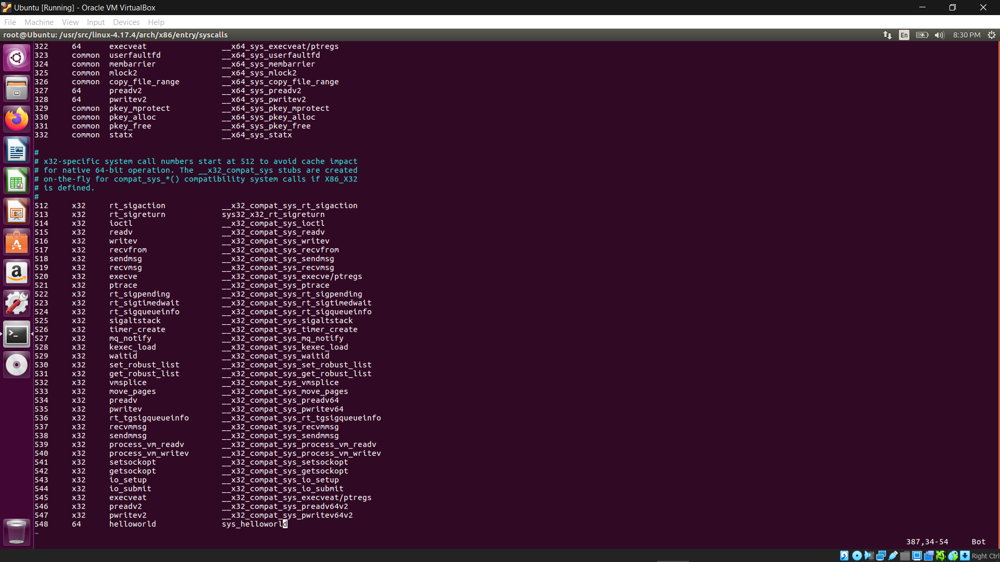 Ubuntu [Running] - Oracle VM VirtualBox
File Machine View Input Devices Help
root@Ubuntu: /usr/src/linux-4.17.4/arch/x86/entry/syscalls En 8:30 PM
322 64 execveat __x64_sys_execveat/ptregs
323 common userfaultfd __x64_sys_userfaultfd
324 common membarrier __x64_sys_membarrier
325 common mlock2 __x64_sys_mlock2
326 common copy_file_range __x64_sys_copy_file_range
327 64 preadv2 __x64_sys_preadv2
328 64 pwritev2 __x64_sys_pwritev2
329 common pkey_mprotect __x64_sys_pkey_mprotect
330 common pkey_alloc __x64_sys_pkey_alloc
331 common pkey_free __x64_sys_pkey_free
332 common statx __x64_sys_statx
#
# x32-specific system call numbers start at 512 to avoid cache impact
# for native 64-bit operation. The __x32_compat_sys stubs are created
# on-the-fly for compat_sys_*() compatibility system calls if X86_X32
# is defined.
#
512 x32 rt_sigaction __x32_compat_sys_rt_sigaction
513 x32 rt_sigreturn sys32_x32_rt_sigreturn
514 x32 ioctl __x32_compat_sys_ioctl
515 x32 readv __x32_compat_sys_readv
516 x32 writev __x32_compat_sys_writev
517 x32 recvfrom __x32_compat_sys_recvfrom
518 x32 sendmsg __x32_compat_sys_sendmsg
519 x32 recvmsg __x32_compat_sys_recvmsg
520 x32 execve __x32_compat_sys_execve/ptregs
521 x32 ptrace __x32_compat_sys_ptrace
522 x32 rt_sigpending __x32_compat_sys_rt_sigpending
523 x32 rt_sigtimedwait __x32_compat_sys_rt_sigtimedwait
524 x32 rt_sigqueueinfo __x32_compat_sys_rt_sigqueueinfo
525 x32 sigaltstack __x32_compat_sys_sigaltstack
526 x32 timer_create __x32_compat_sys_timer_create
527 x32 mq_notify __x32_compat_sys_mq_notify
528 x32 kexec_load __x32_compat_sys_kexec_load
529 x32 waitid __x32_compat_sys_waitid
530 x32 set_robust_list __x32_compat_sys_set_robust_list
531 x32 get_robust_list __x32_compat_sys_get_robust_list
532 x32 vmsplice __x32_compat_sys_vmsplice
533 x32 move_pages __x32_compat_sys_move_pages
534 x32 preadv __x32_compat_sys_preadv64
535 x32 pwritev __x32_compat_sys_pwritev64
536 x32 rt_tgsigqueueinfo __x32_compat_sys_rt_tgsigqueueinfo
537 x32 recvmmsg __x32_compat_sys_recvmmsg
538 x32 sendmmsg __x32_compat_sys_sendmmsg
539 x32 process_vm_readv __x32_compat_sys_process_vm_readv
540 x32 process_vm_writev __x32_compat_sys_process_vm_writev
541 x32 setsockopt __x32_compat_sys_setsockopt
542 x32 getsockopt __x32_compat_sys_getsockopt
543 x32 io_setup __x32_compat_sys_io_setup
544 x32 io_submit __x32_compat_sys_io_submit
545 x32 execveat __x32_compat_sys_execveat/ptregs
546 x32 preadv2 __x32_compat_sys_preadv64v2
547 x32 pwritev2 __x32_compat_sys_pwritev64v2
548 64 helloworld sys_helloworld
~
387,34-54 Bot
Right Ctrl